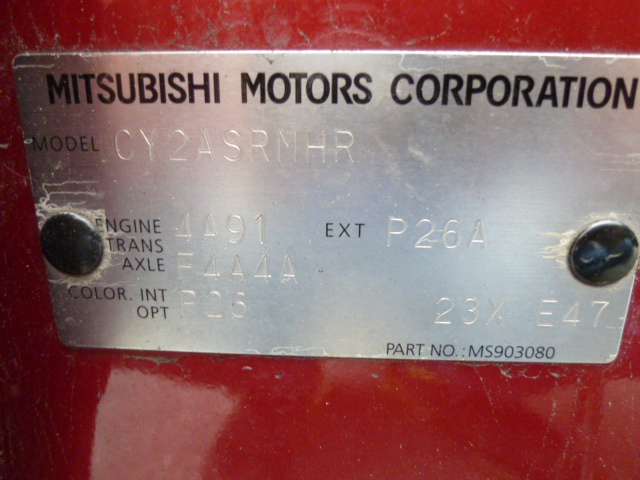 MITSUBISHI MOTORS CORPORATION
MODEL CY2ASRMHR
ENGINE 4A91 EXT P26A
TRANS
AXLE F4A4A
COLOR. INT P26
OPT 23X E47
PART NO.: MS903080